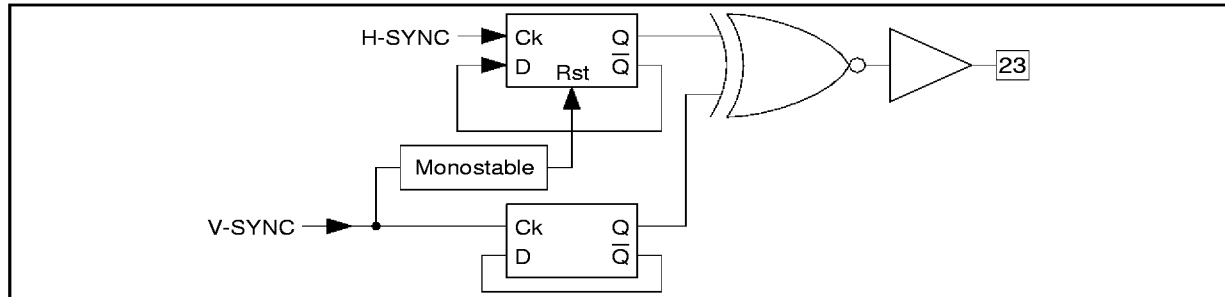 H-SYNC
Ck
Q
D
Q
Rst
23
Monostable
V-SYNC
Ck
Q
D
Q